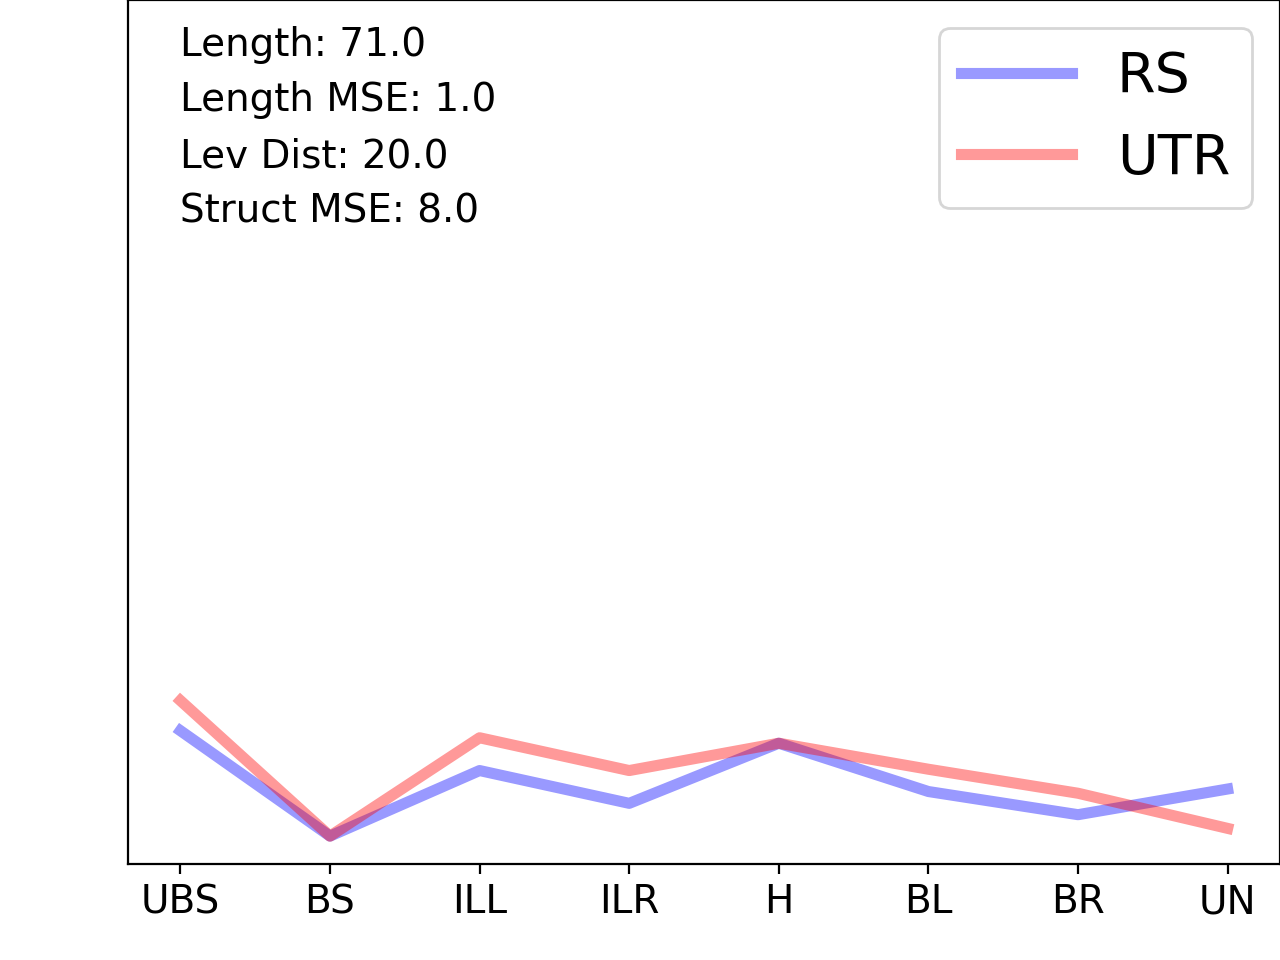 Length: 71.0
Length MSE: 1.0
Lev Dist: 20.0
Struct MSE: 8.0
RS
UTR
UBS BS ILL ILR H BL BR UN